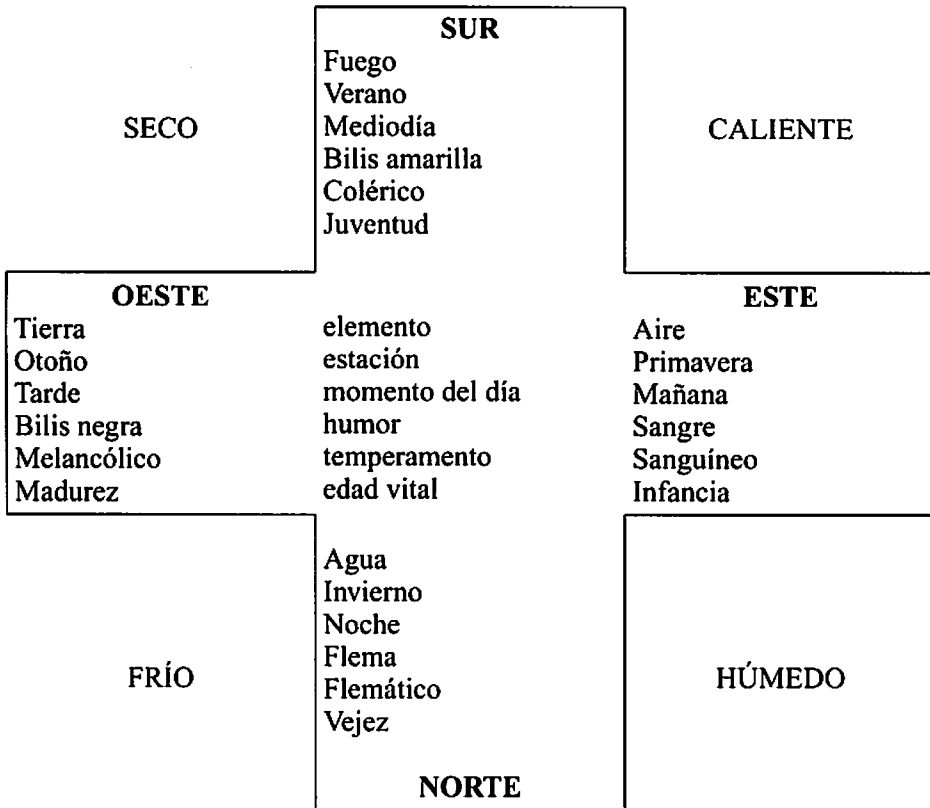 SUR
Fuego
Verano
Mediodía
Bilis amarilla
Colérico
Juventud
SECO
CALIENTE
OESTE
Tierra
Otoño
Tarde
Bilis negra
Melancólico
Madurez
elemento
estación
momento del día
humor
temperamento
edad vital
ESTE
Aire
Primavera
Mañana
Sangre
Sanguíneo
Infancia
FRÍO
Agua
Invierno
Noche
Flema
Flemático
Vejez
NORTE
HÚMEDO